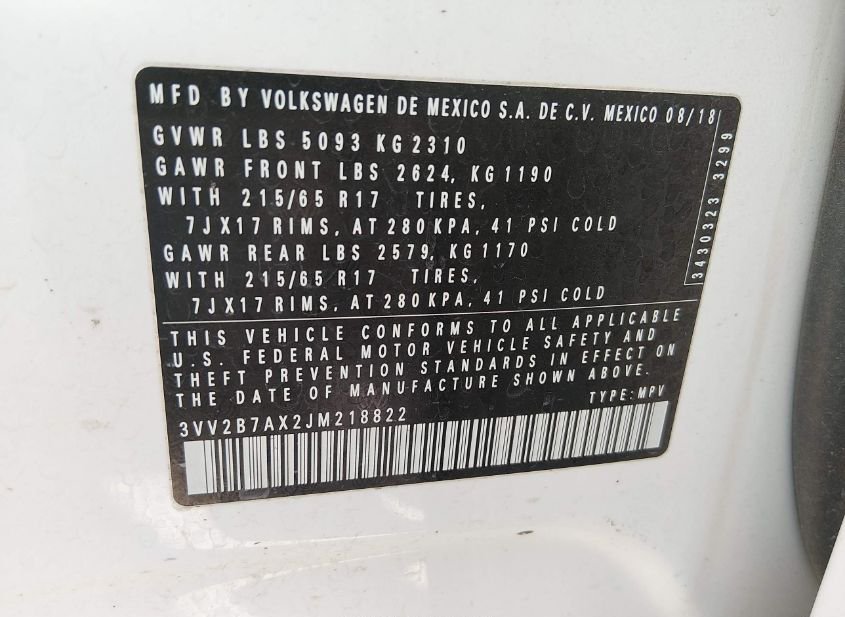 MFD BY VOLKSWAGEN DE MEXICO S.A. DE C.V. MEXICO 08/18
GVWR LBS 5093 KG 2310
GAWR FRONT LBS 2624, KG 1190
WITH 215/65 R17 TIRES,
7JX17 RIMS, AT 280 KPA, 41 PSI COLD
GAWR REAR LBS 2579, KG 1170
WITH 215/65 R17 TIRES,
7JX17 RIMS, AT 280 KPA, 41 PSI COLD
3430323 3299
THIS VEHICLE CONFORMS TO ALL APPLICABLE
U.S. FEDERAL MOTOR VEHICLE SAFETY AND
THEFT PREVENTION STANDARDS IN EFFECT ON
THE DATE OF MANUFACTURE SHOWN ABOVE.
3VV2B7AX2JM218822 TYPE: MPV